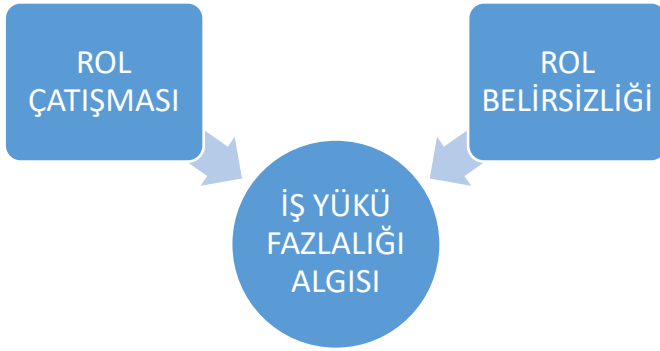 ROL
ÇATIŞMASI
ROL
BELİRSİZLİĞİ
İŞ YÜKÜ
FAZLALIĞI
ALGISI